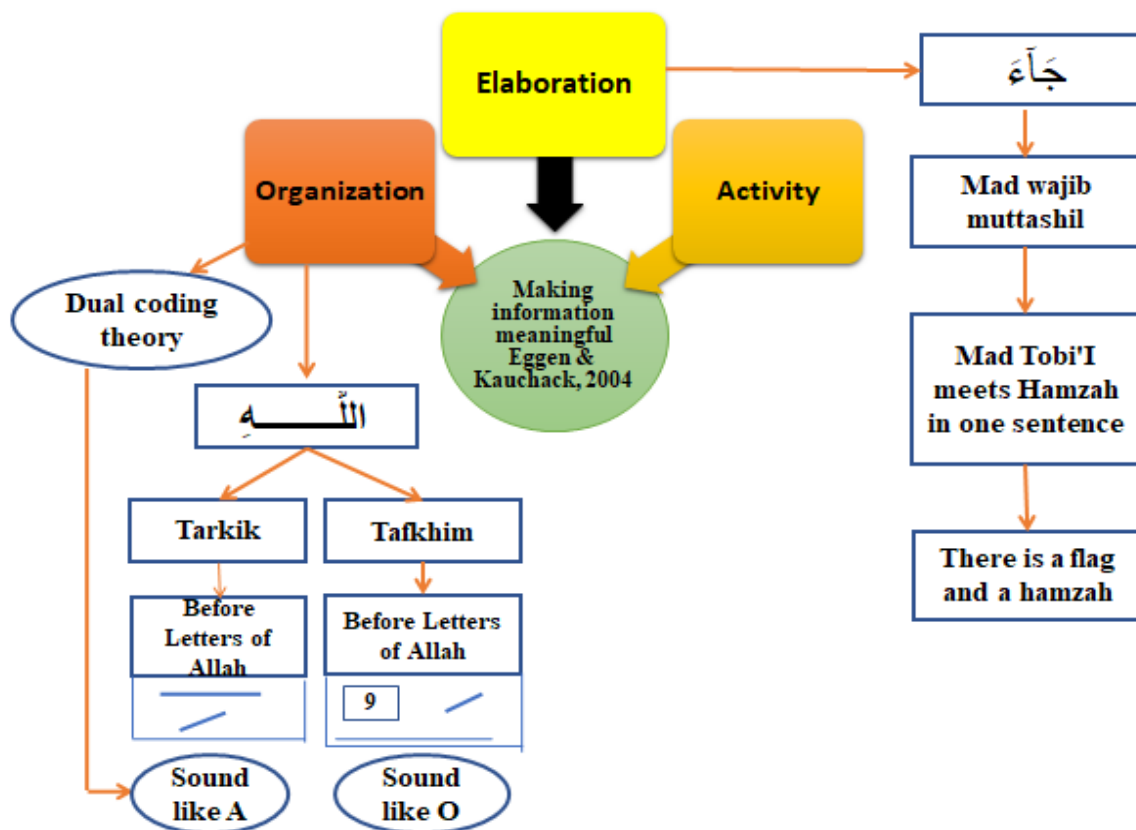 Elaboration
Organization
Activity
Making
information
meaningful
Eggen &
Kauchack, 2004
Dual coding
theory
اللَّـــــــهِ
Tarkik
Tafkhim
Before
Letters of
Allah
Before Letters
of Allah
9
Sound
like A
Sound
like O
جَآءَ
Mad wajib
muttashil
Mad Tobi'I
meets Hamzah
in one sentence
There is a flag
and a hamzah